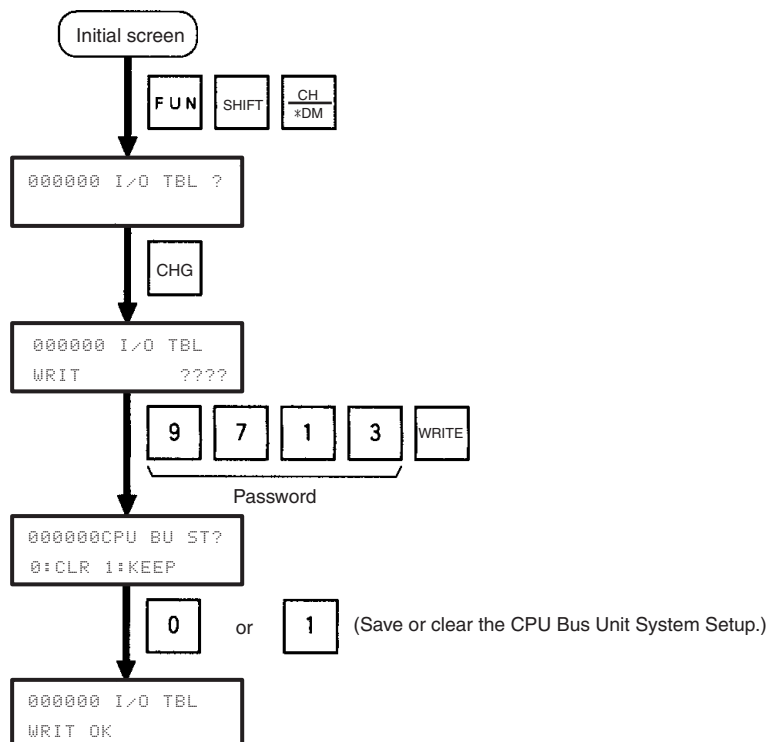 Initial screen
FUN SHIFT CH
*DM
000000 I/O TBL ?
CHG
000000 I/O TBL
WRIT ????
9 7 1 3 WRITE
Password
000000CPU BU ST?
0:CLR 1:KEEP
0 or 1 (Save or clear the CPU Bus Unit System Setup.)
000000 I/O TBL
WRIT OK